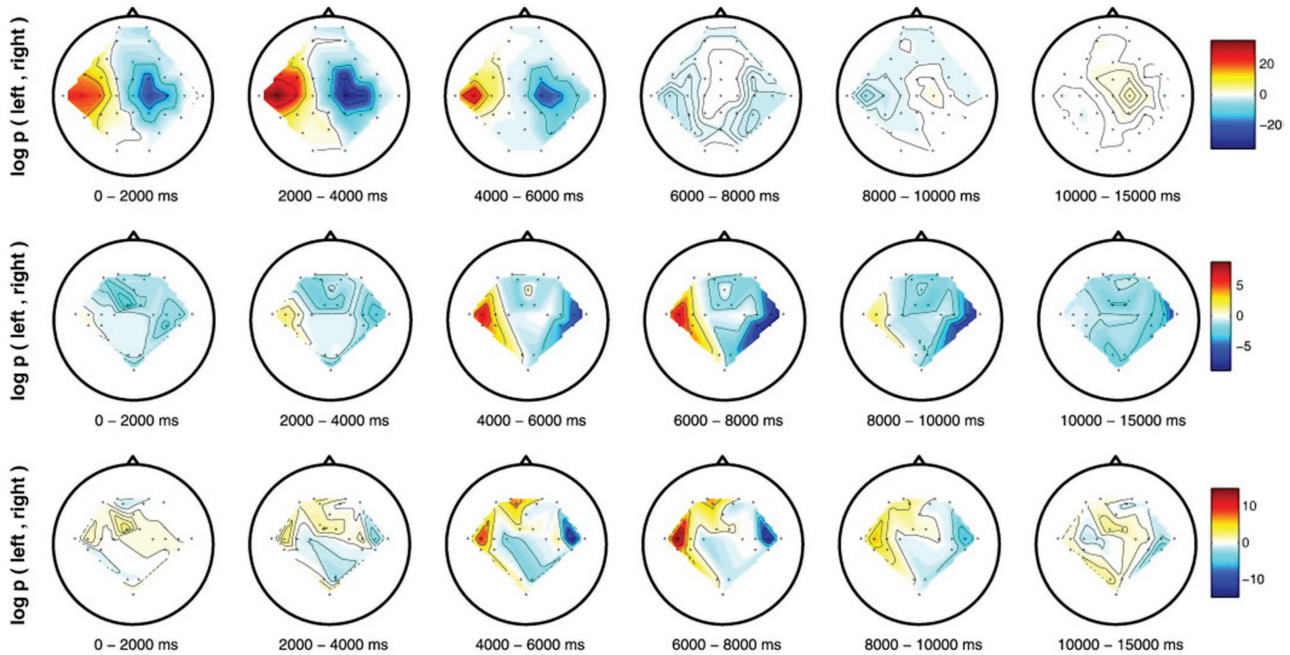 log p ( left , right )
20
0
−20
0 − 2000 ms
2000 − 4000 ms
4000 − 6000 ms
6000 − 8000 ms
8000 − 10000 ms
10000 − 15000 ms
log p ( left , right )
5
0
−5
0 − 2000 ms
2000 − 4000 ms
4000 − 6000 ms
6000 − 8000 ms
8000 − 10000 ms
10000 − 15000 ms
log p ( left , right )
10
0
−10
0 − 2000 ms
2000 − 4000 ms
4000 − 6000 ms
6000 − 8000 ms
8000 − 10000 ms
10000 − 15000 ms